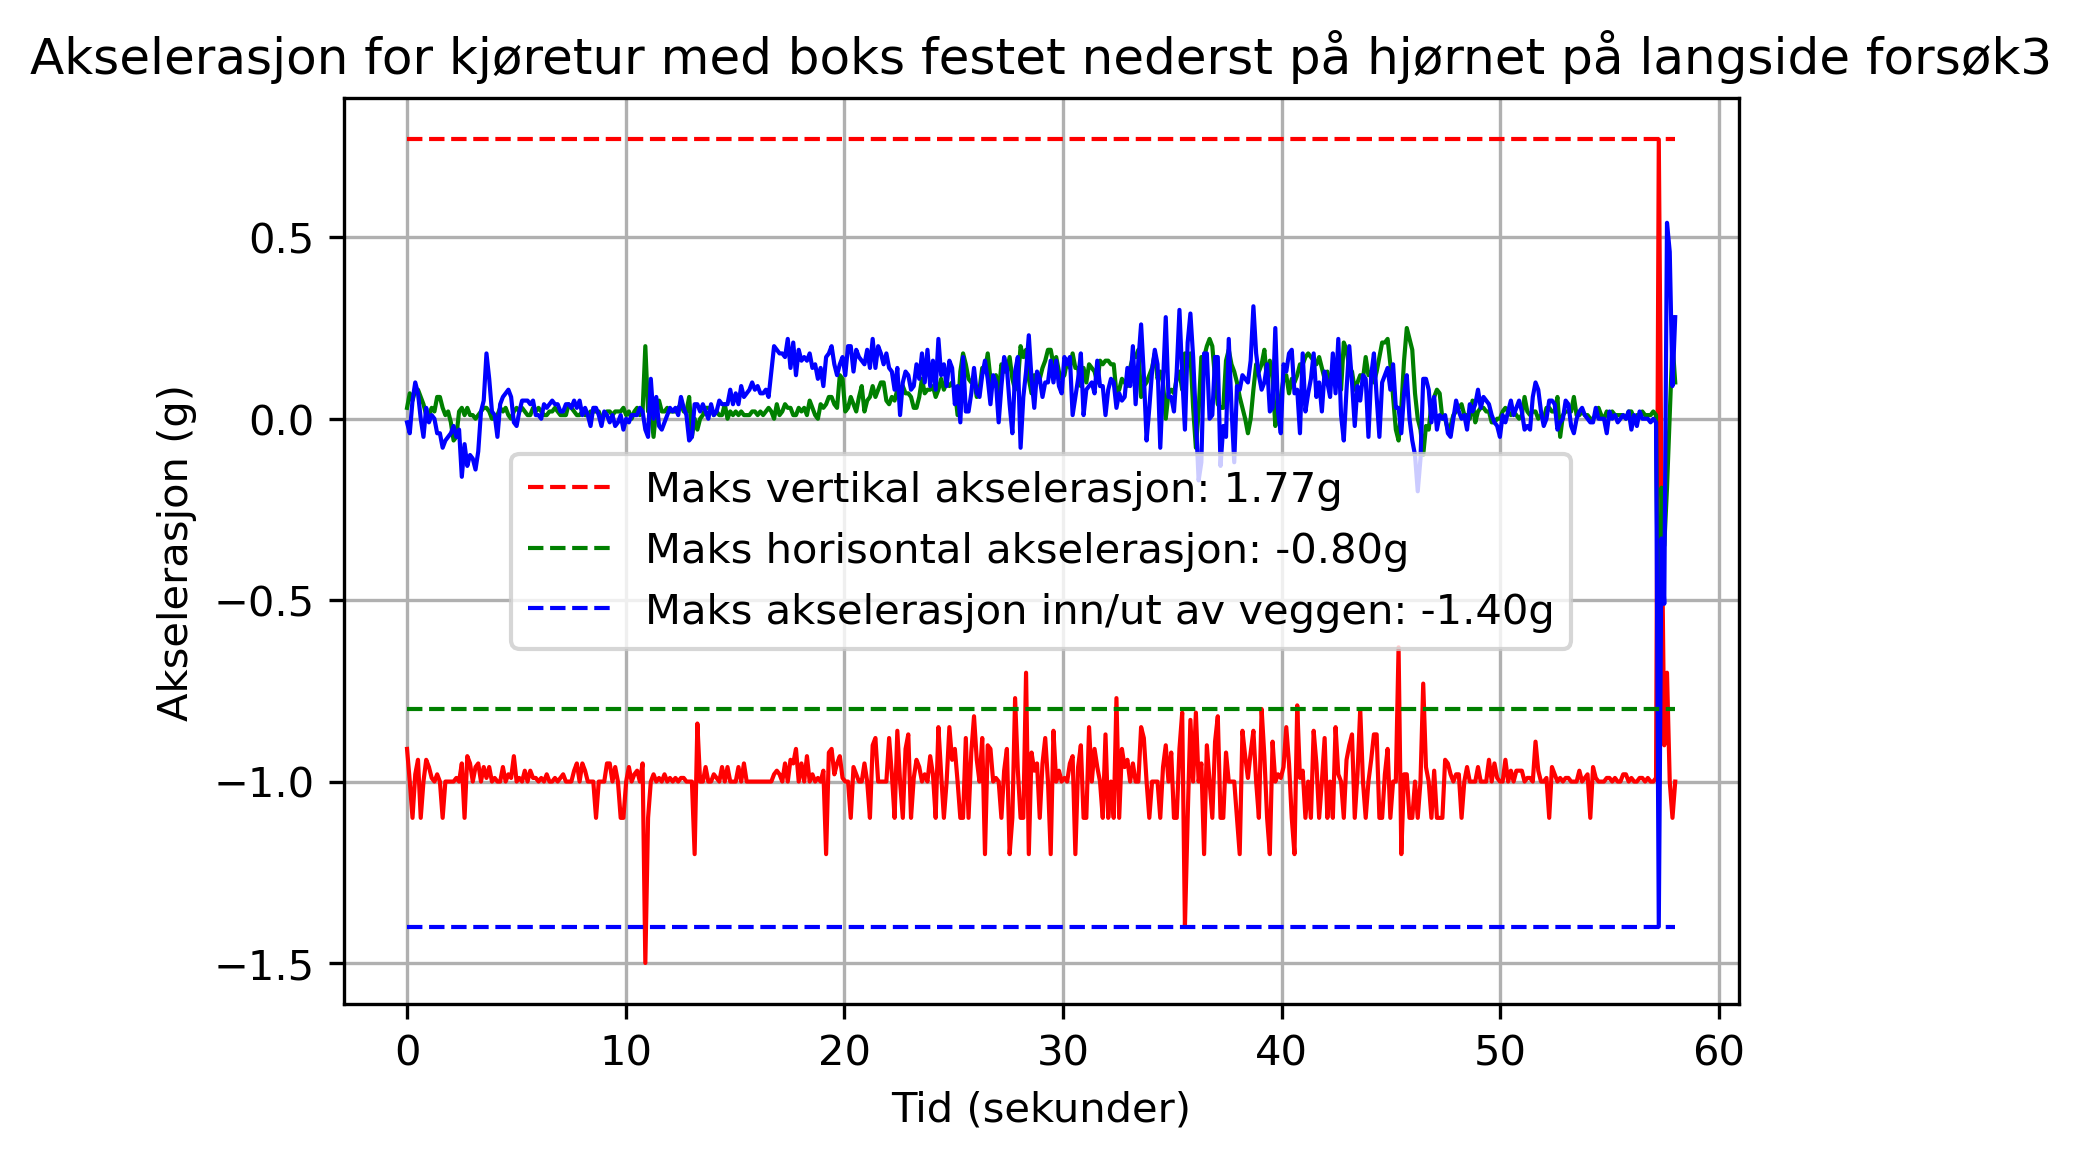 Akselerasjon for kjøretur med boks festet nederst på hjørnet på langside forsøk3
Akselerasjon (g)
0.5
0.0
−0.5
−1.0
−1.5
Maks vertikal akselerasjon: 1.77g
Maks horisontal akselerasjon: -0.80g
Maks akselerasjon inn/ut av veggen: -1.40g
0 10 20 30 40 50 60
Tid (sekunder)